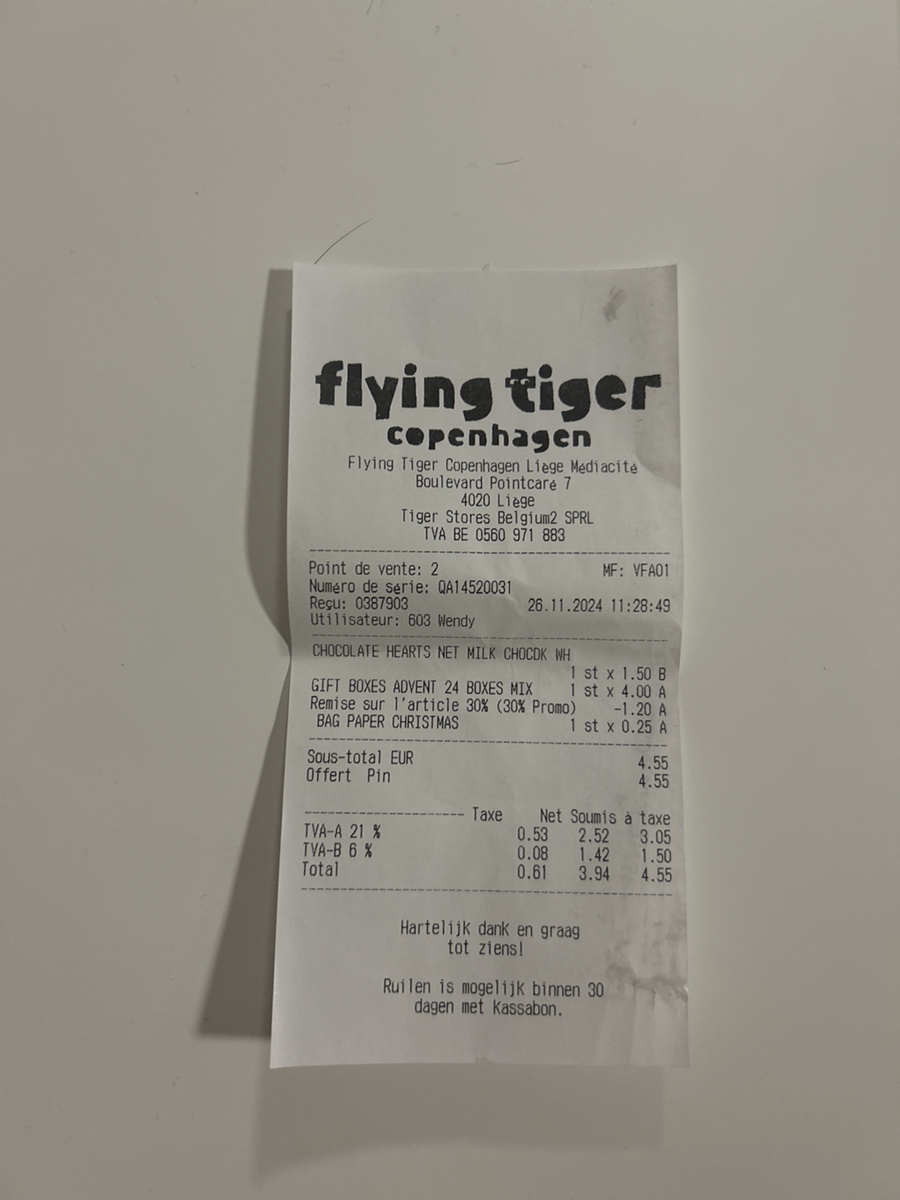 flying tiger
copenhagen
Flying Tiger Copenhagen Liège Médiacité
Boulevard Pointcaré 7
4020 Liège
Tiger Stores Belgium2 SPRL
TVA BE 0560 971 883
Point de vente: 2 MF: VFA01
Numéro de série: QA14520031
Reçu: 0387903 26.11.2024 11:28:49
Utilisateur: 603 Wendy
CHOCOLATE HEARTS NET MILK CHOCDK WH
1 st x 1.50 B
GIFT BOXES ADVENT 24 BOXES MIX 1 st x 4.00 A
Remise sur l'article 30% (30% Promo) -1.20 A
BAG PAPER CHRISTMAS 1 st x 0.25 A
Sous-total EUR 4.55
Offert Pin 4.55
Taxe Net Soumis à taxe
TVA-A 21 % 0.53 2.52 3.05
TVA-B 6 % 0.08 1.42 1.50
Total 0.61 3.94 4.55
Hartelijk dank en graag
tot ziens!
Ruilen is mogelijk binnen 30
dagen met kassabon.